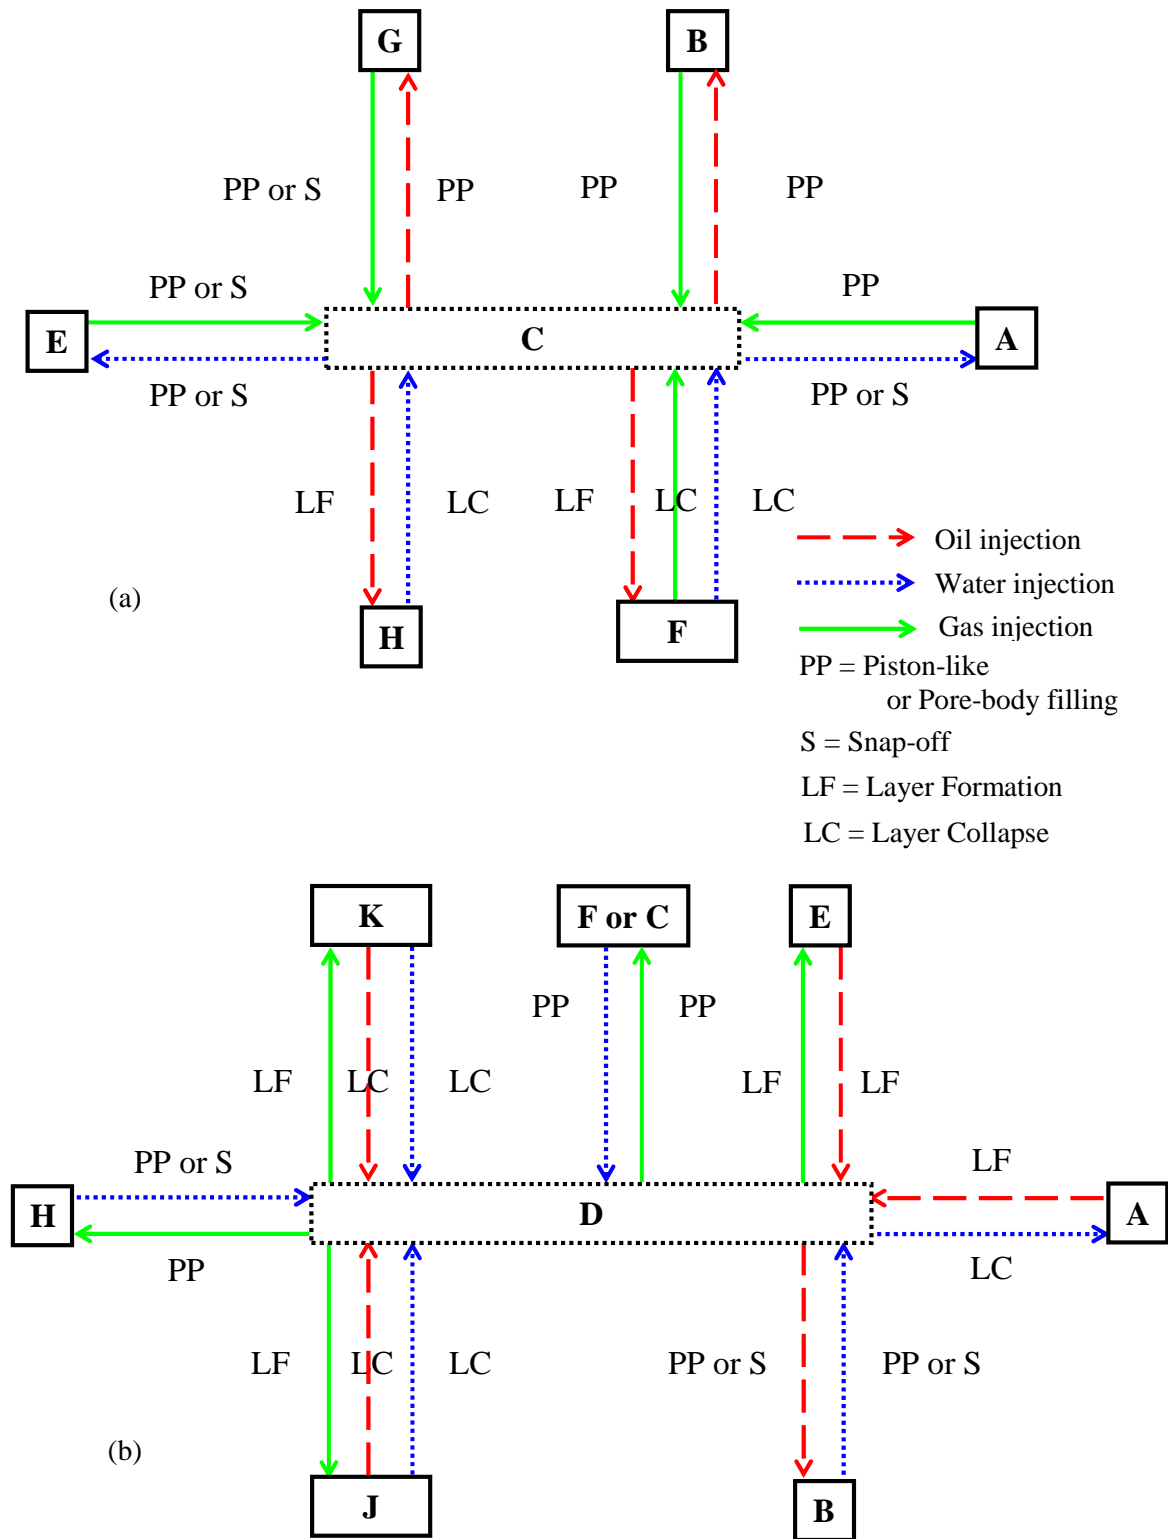 G
B
PP or S
PP
PP
PP
PP or S
PP
E
C
A
PP or S
PP or S
LF
LC
LF
LC
LC
Oil injection
Water injection
(a)
Gas injection
H
F
PP = Piston-like
or Pore-body filling
S = Snap-off
LF = Layer Formation
LC = Layer Collapse
K
F or C
E
PP
PP
LF
LC
LC
LF
LF
PP or S
LF
H
D
A
PP
LC
LF
LC
LC
PP or S
PP or S
(b)
J
B